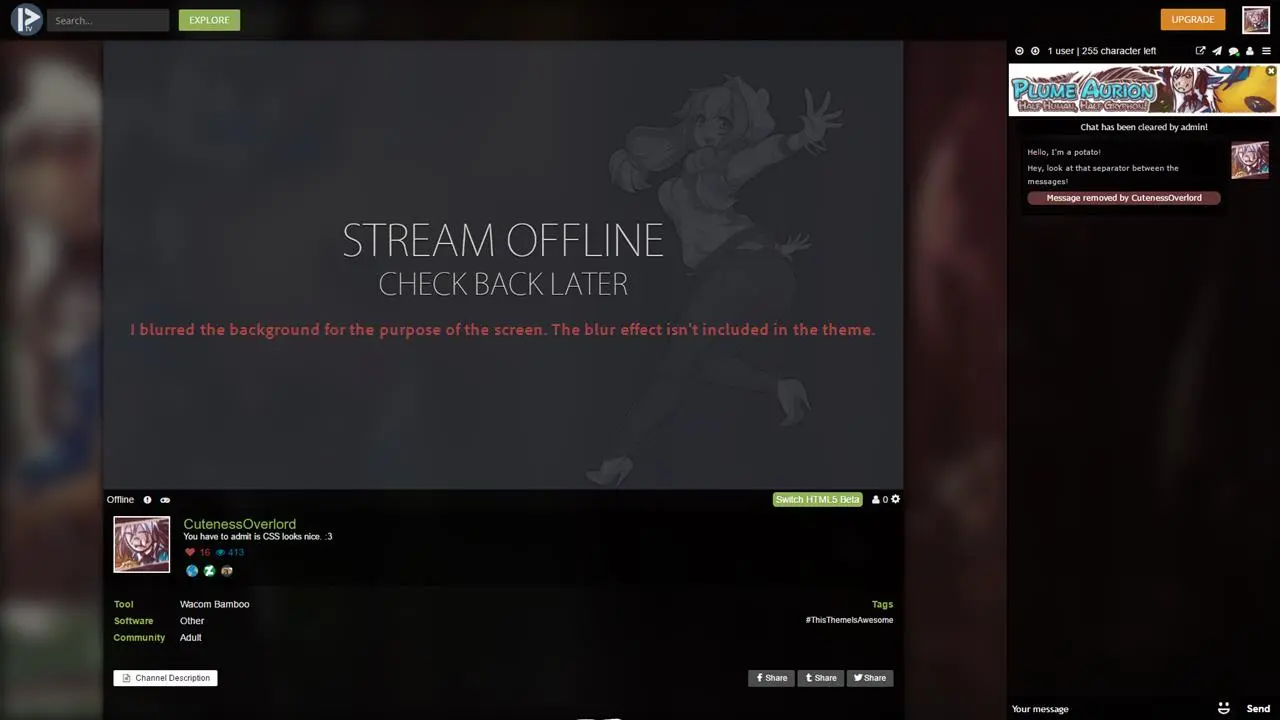 tv
Search...
EXPLORE
UPGRADE
1 user | 255 character left
PLUME AURION
HALF HUMAN, HALF GRYPHON!
Chat has been cleared by admin!
Hello, I'm a potato!
Hey, look at that separator between the
messages!
Message removed by CutenessOverlord
STREAM OFFLINE
CHECK BACK LATER
I blurred the background for the purpose of the screen. The blur effect isn't included in the theme.
Offline
Switch HTML5 Beta
0
CutenessOverlord
You have to admit is CSS looks nice. :3
16 413
Tool Wacom Bamboo
Software Other
Community Adult
Tags
#ThisThemeIsAwesome
Channel Description
Share
Share
Share
Your message
Send